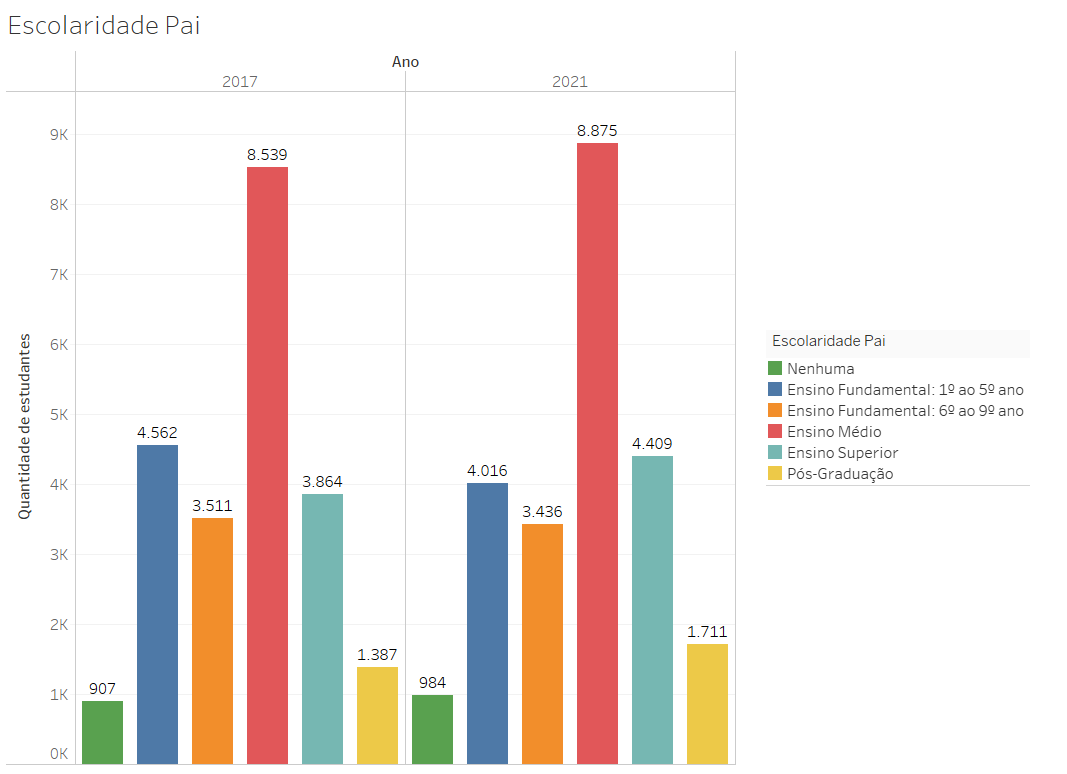 Escolaridade Pai
Ano
2017
2021
Quantidade de estudantes
9K
8K
7K
6K
5K
4K
3K
2K
1K
0K
907
4.562
3.511
8.539
3.864
1.387
984
4.016
3.436
8.875
4.409
1.711
Escolaridade Pai
Nenhuma
Ensino Fundamental: 1º ao 5º ano
Ensino Fundamental: 6º ao 9º ano
Ensino Médio
Ensino Superior
Pós-Graduação